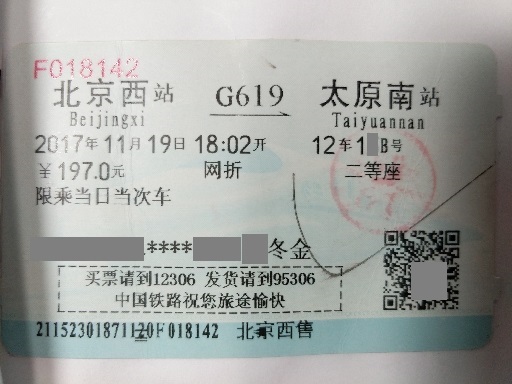 F018142
北京西站 G619 太原南站
Beijingxi Taiyuannan
2017年11月19日18:02开 12车1 B号
￥197.0元 网折 二等座
限乘当日当次车
**** 冬金
买票请到12306 发货请到95306
中国铁路祝您旅途愉快
21152301871120F018142 北京西售